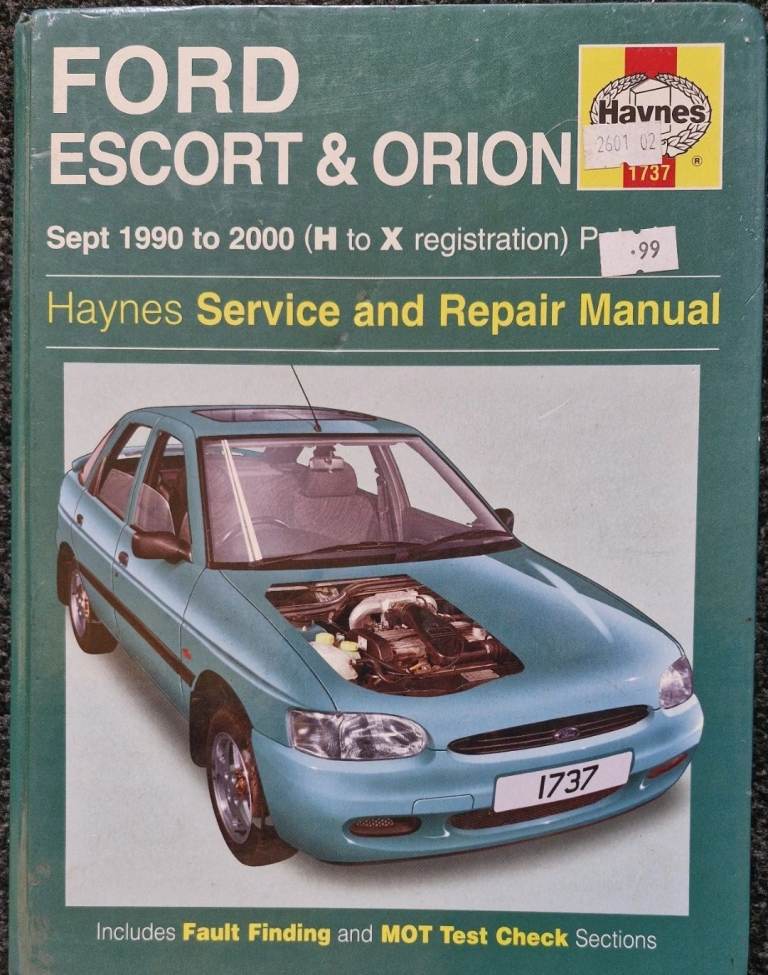 FORD
ESCORT & ORION
Haynes
2601 02
1737
®
Sept 1990 to 2000 (H to X registration)
.99
Haynes Service and Repair Manual
1737
Includes Fault Finding and MOT Test Check Sections